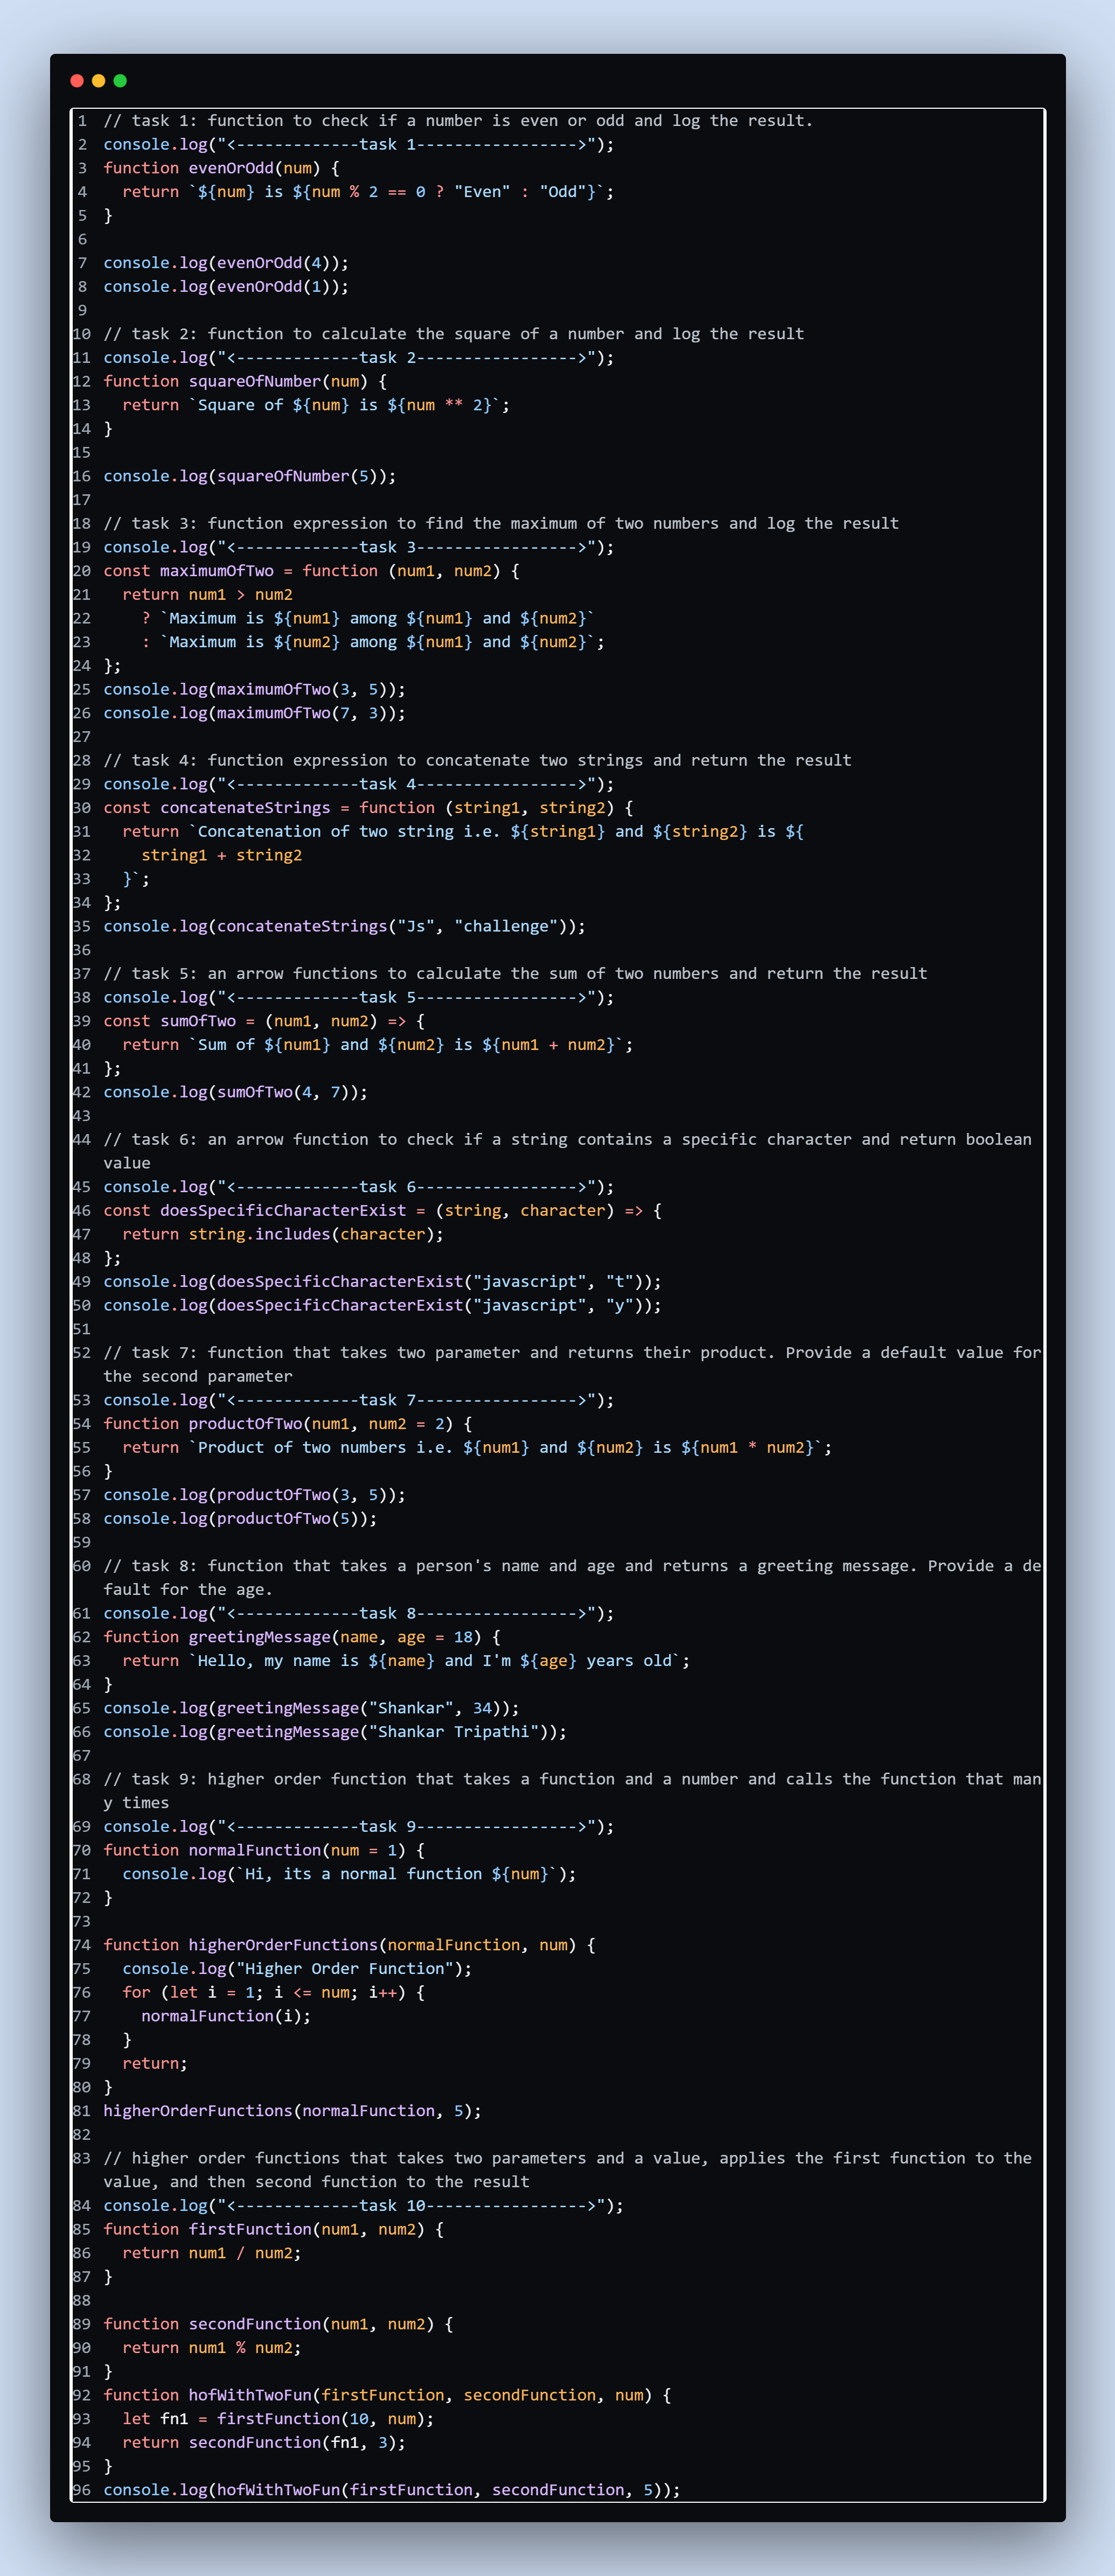 1 // task 1: function to check if a number is even or odd and log the result.
2 console.log("<-------------task 1----------------->");
3 function evenOrOdd(num) {
4   return `${num} is ${num % 2 == 0 ? "Even" : "Odd"}`;
5 }
6
7 console.log(evenOrOdd(4));
8 console.log(evenOrOdd(1));
9
10 // task 2: function to calculate the square of a number and log the result
11 console.log("<-------------task 2----------------->");
12 function squareOfNumber(num) {
13   return `Square of ${num} is ${num ** 2}`;
14 }
15
16 console.log(squareOfNumber(5));
17
18 // task 3: function expression to find the maximum of two numbers and log the result
19 console.log("<-------------task 3----------------->");
20 const maximumOfTwo = function (num1, num2) {
21   return num1 > num2
22     ? `Maximum is ${num1} among ${num1} and ${num2}`
23     : `Maximum is ${num2} among ${num1} and ${num2}`;
24 };
25 console.log(maximumOfTwo(3, 5));
26 console.log(maximumOfTwo(7, 3));
27
28 // task 4: function expression to concatenate two strings and return the result
29 console.log("<-------------task 4----------------->");
30 const concatenateStrings = function (string1, string2) {
31   return `Concatenation of two string i.e. ${string1} and ${string2} is ${
32     string1 + string2
33   }`;
34 };
35 console.log(concatenateStrings("Js", "challenge"));
36
37 // task 5: an arrow functions to calculate the sum of two numbers and return the result
38 console.log("<-------------task 5----------------->");
39 const sumOfTwo = (num1, num2) => {
40   return `Sum of ${num1} and ${num2} is ${num1 + num2}`;
41 };
42 console.log(sumOfTwo(4, 7));
43
44 // task 6: an arrow function to check if a string contains a specific character and return boolean
value
45 console.log("<-------------task 6----------------->");
46 const doesSpecificCharacterExist = (string, character) => {
47   return string.includes(character);
48 };
49 console.log(doesSpecificCharacterExist("javascript", "t"));
50 console.log(doesSpecificCharacterExist("javascript", "y"));
51
52 // task 7: function that takes two parameter and returns their product. Provide a default value for
the second parameter
53 console.log("<-------------task 7----------------->");
54 function productOfTwo(num1, num2 = 2) {
55   return `Product of two numbers i.e. ${num1} and ${num2} is ${num1 * num2}`;
56 }
57 console.log(productOfTwo(3, 5));
58 console.log(productOfTwo(5));
59
60 // task 8: function that takes a person's name and age and returns a greeting message. Provide a de
fault for the age.
61 console.log("<-------------task 8----------------->");
62 function greetingMessage(name, age = 18) {
63   return `Hello, my name is ${name} and I'm ${age} years old`;
64 }
65 console.log(greetingMessage("Shankar", 34));
66 console.log(greetingMessage("Shankar Tripathi"));
67
68 // task 9: higher order function that takes a function and a number and calls the function that man
y times
69 console.log("<-------------task 9----------------->");
70 function normalFunction(num = 1) {
71   console.log(`Hi, its a normal function ${num}`);
72 }
73
74 function higherOrderFunctions(normalFunction, num) {
75   console.log("Higher Order Function");
76   for (let i = 1; i <= num; i++) {
77     normalFunction(i);
78   }
79   return;
80 }
81 higherOrderFunctions(normalFunction, 5);
82
83 // higher order functions that takes two parameters and a value, applies the first function to the
value, and then second function to the result
84 console.log("<-------------task 10----------------->");
85 function firstFunction(num1, num2) {
86   return num1 / num2;
87 }
88
89 function secondFunction(num1, num2) {
90   return num1 % num2;
91 }
92 function hofWithTwoFun(firstFunction, secondFunction, num) {
93   let fn1 = firstFunction(10, num);
94   return secondFunction(fn1, 3);
95 }
96 console.log(hofWithTwoFun(firstFunction, secondFunction, 5));